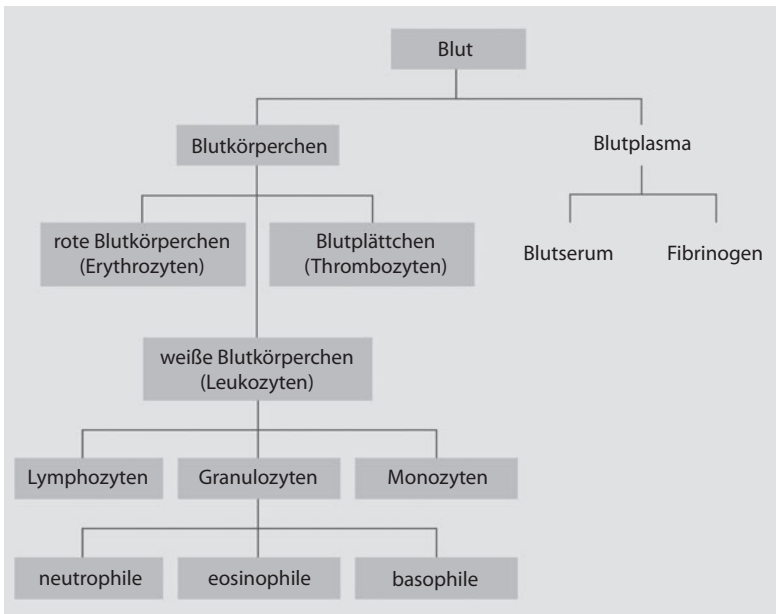 Blut
Blutkörperchen
Blutplasma
rote Blutkörperchen
(Erythrozyten)
Blutplättchen
(Thrombozyten)
Blutserum
Fibrinogen
weiße Blutkörperchen
(Leukozyten)
Lymphozyten
Granulozyten
Monozyten
neutrophile
eosinophile
basophile